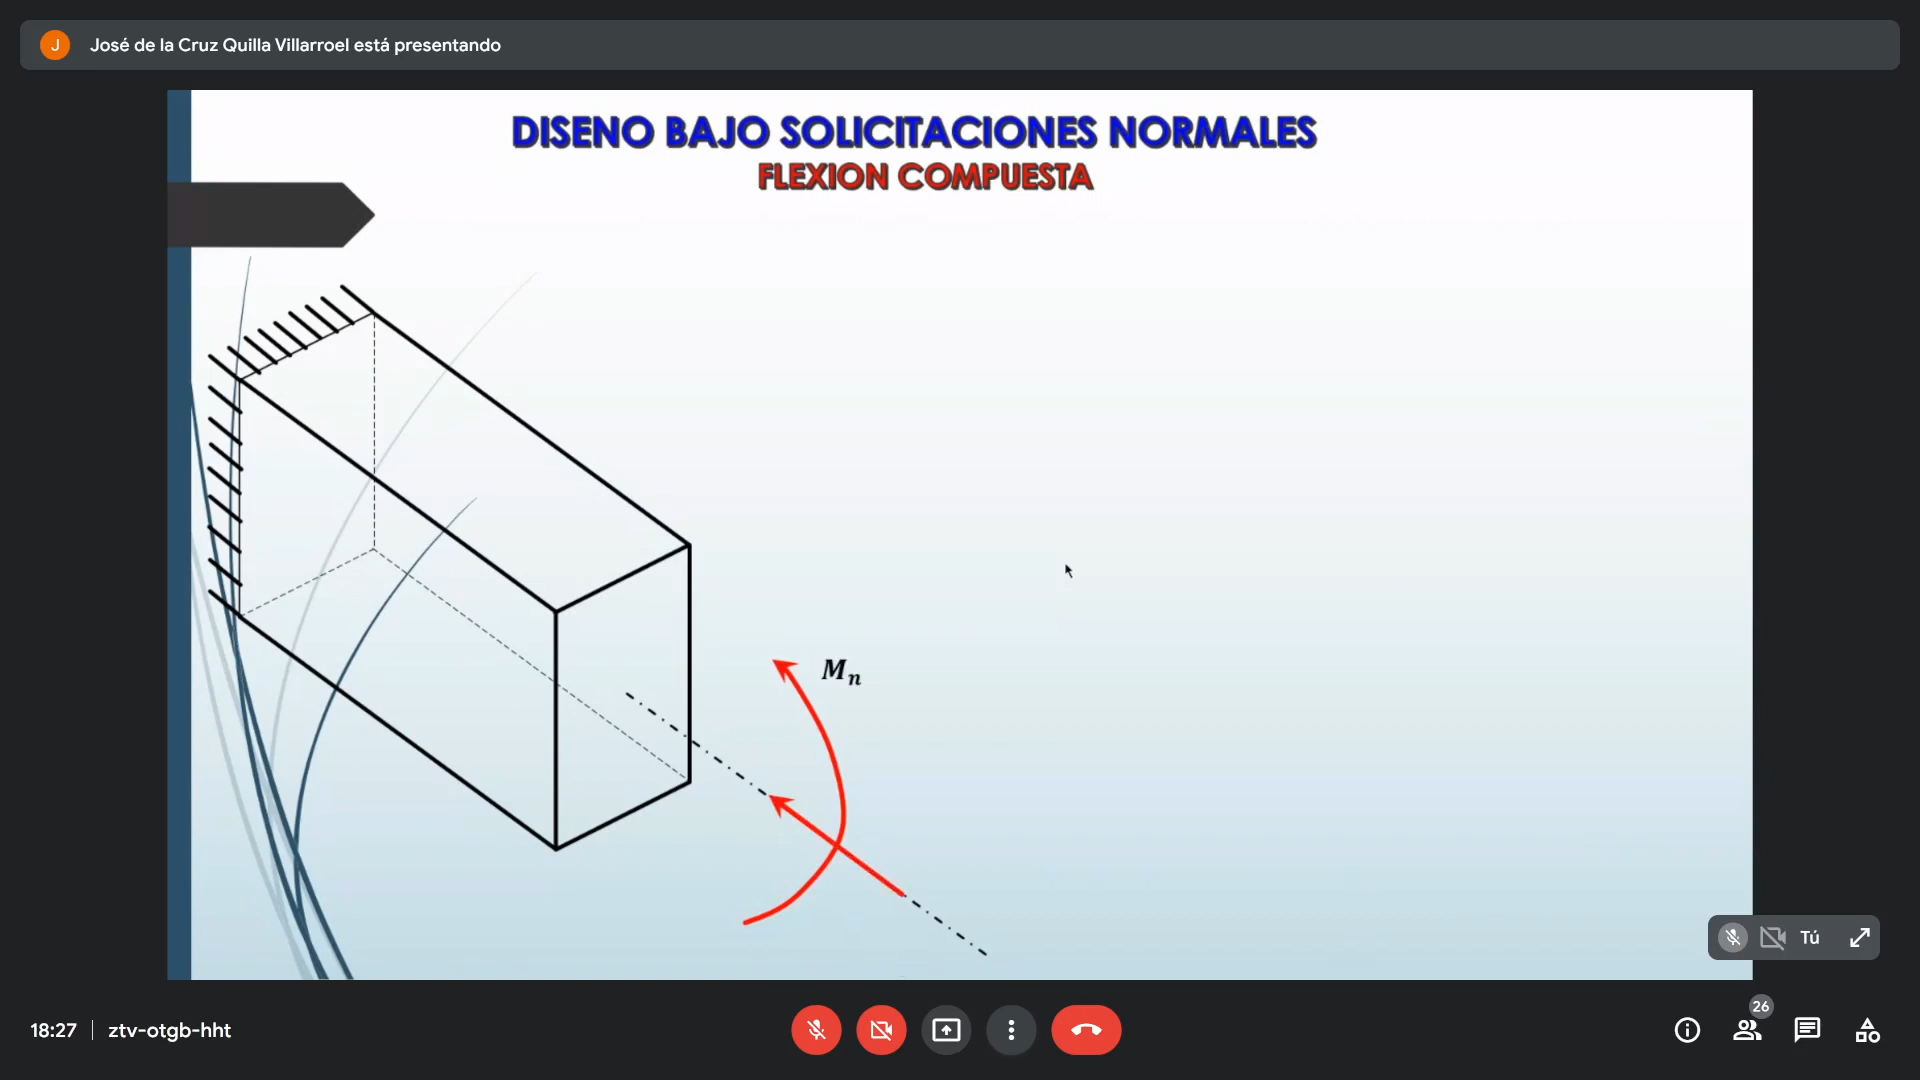 J
José de la Cruz Quilla Villarroel está presentando
DISENO BAJO SOLICITACIONES NORMALES
FLEXION COMPUESTA
Mn
Tú
26
18:27 | ztv-otgb-hht